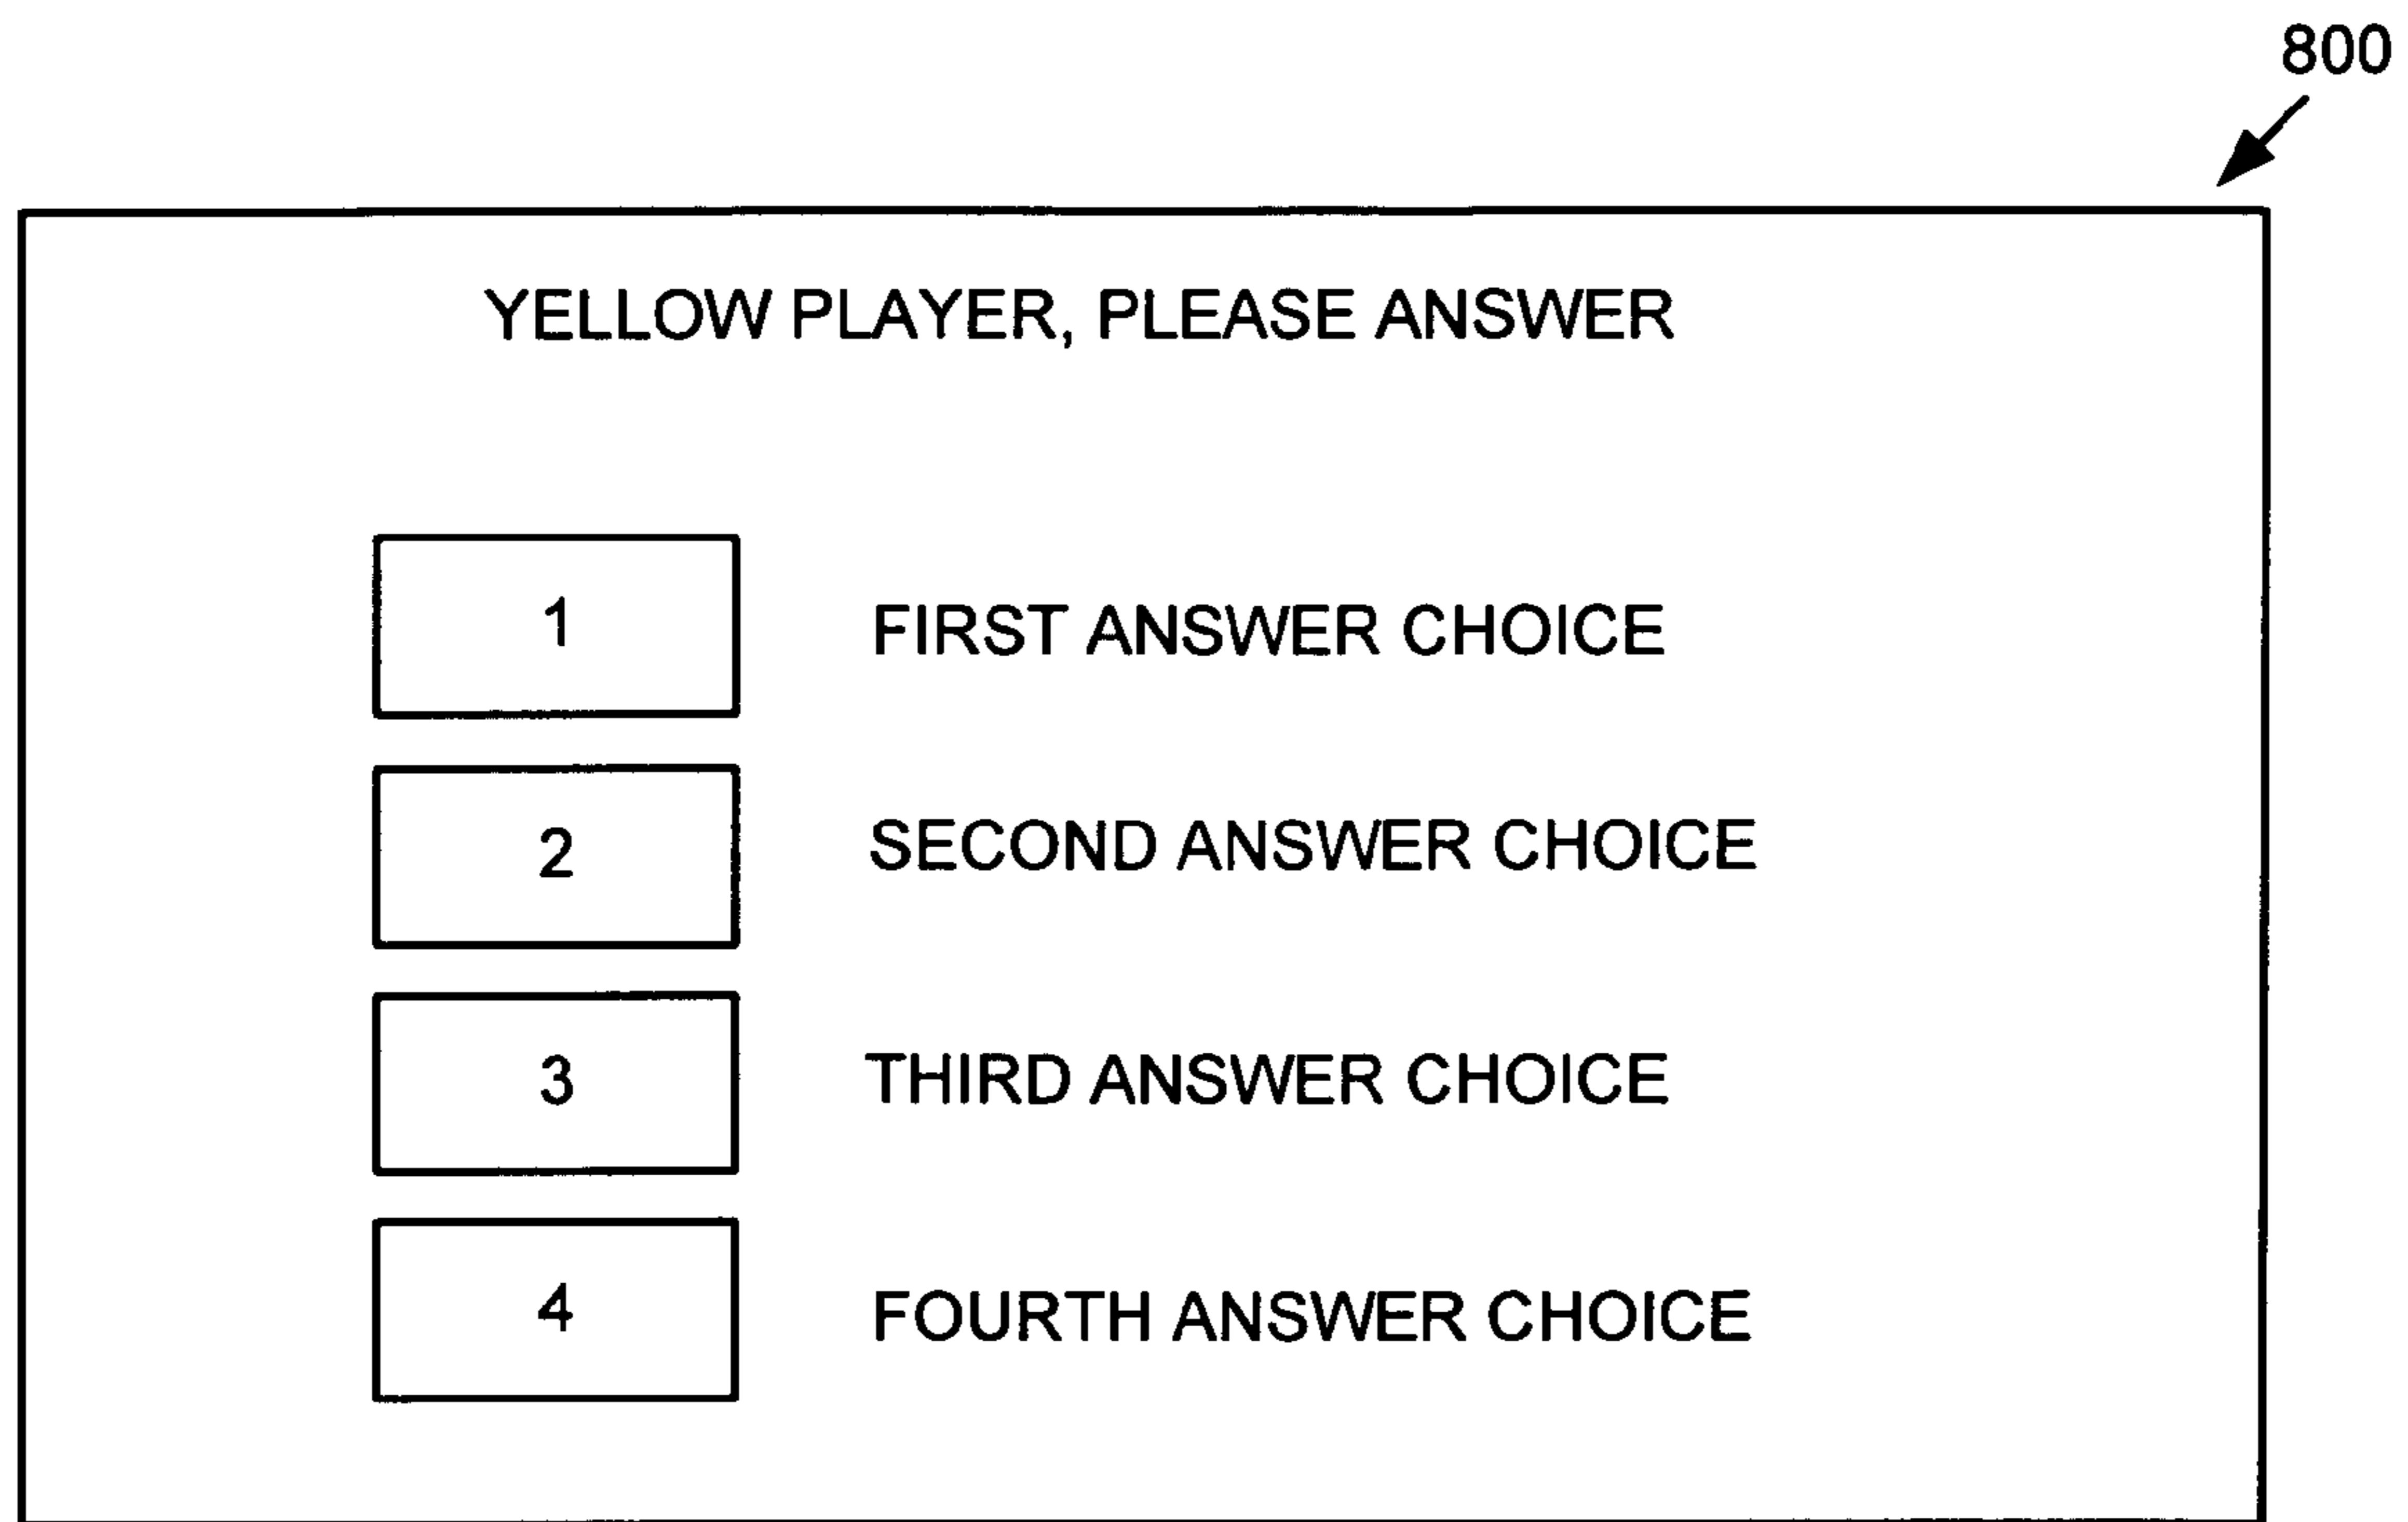 800
YELLOW PLAYER, PLEASE ANSWER
1 FIRST ANSWER CHOICE
2 SECOND ANSWER CHOICE
3 THIRD ANSWER CHOICE
4 FOURTH ANSWER CHOICE